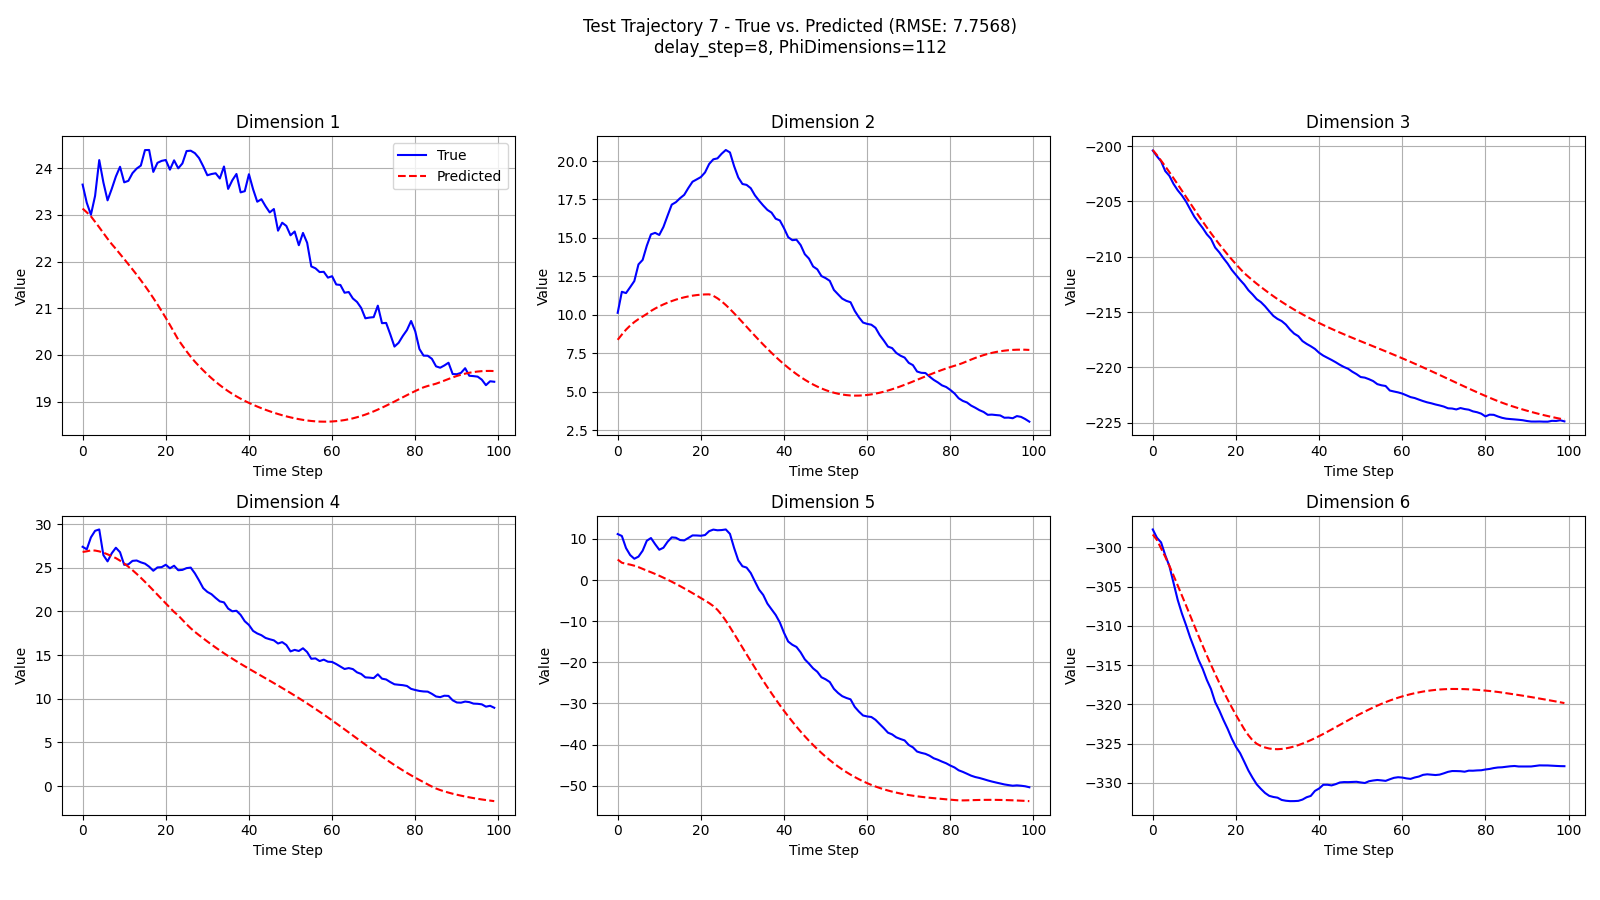 Test Trajectory 7 - True vs. Predicted (RMSE: 7.7568)
delay_step=8, PhiDimensions=112
Dimension 1
Value
24
23
22
21
20
19
True
Predicted
0 20 40 60 80 100
Time Step
Dimension 2
Value
20.0
17.5
15.0
12.5
10.0
7.5
5.0
2.5
0 20 40 60 80 100
Time Step
Dimension 3
Value
−200
−205
−210
−215
−220
−225
0 20 40 60 80 100
Time Step
Dimension 4
Value
30
25
20
15
10
5
0
0 20 40 60 80 100
Time Step
Dimension 5
Value
10
0
−10
−20
−30
−40
−50
0 20 40 60 80 100
Time Step
Dimension 6
Value
−300
−305
−310
−315
−320
−325
−330
0 20 40 60 80 100
Time Step